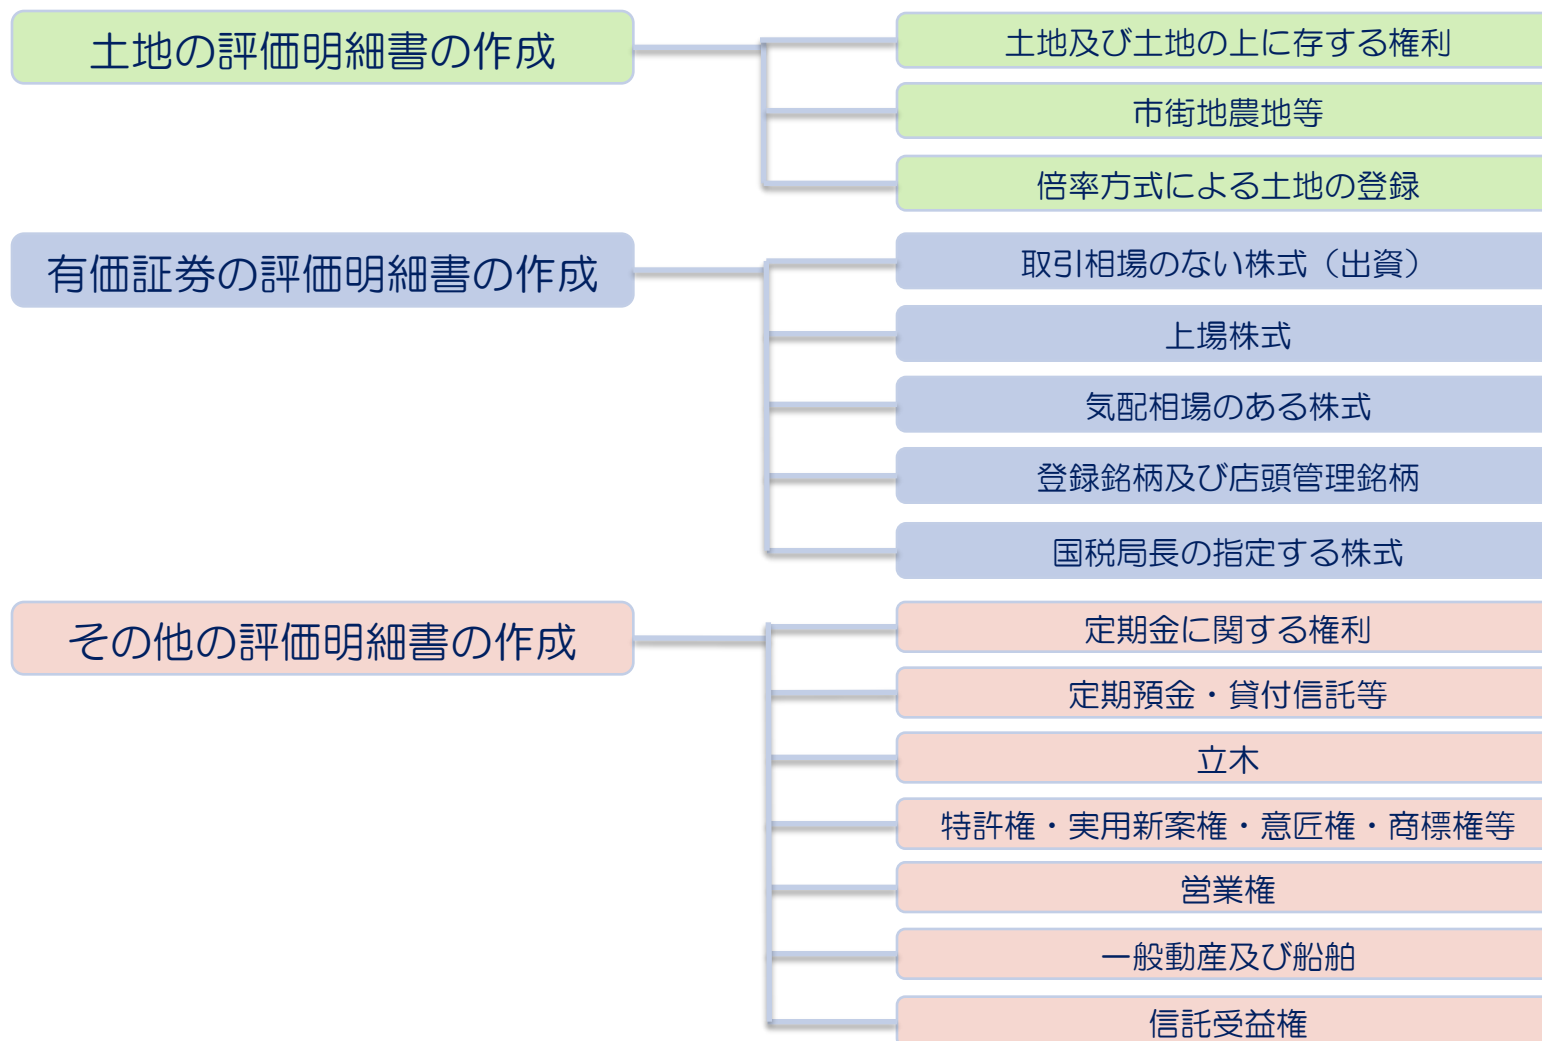 土地の評価明細書の作成
土地及び土地の上に存する権利
市街地農地等
倍率方式による土地の登録
有価証券の評価明細書の作成
取引相場のない株式（出資）
上場株式
気配相場のある株式
登録銘柄及び店頭管理銘柄
国税局長の指定する株式
その他の評価明細書の作成
定期金に関する権利
定期預金・貸付信託等
立木
特許権・実用新案権・意匠権・商標権等
営業権
一般動産及び船舶
信託受益権